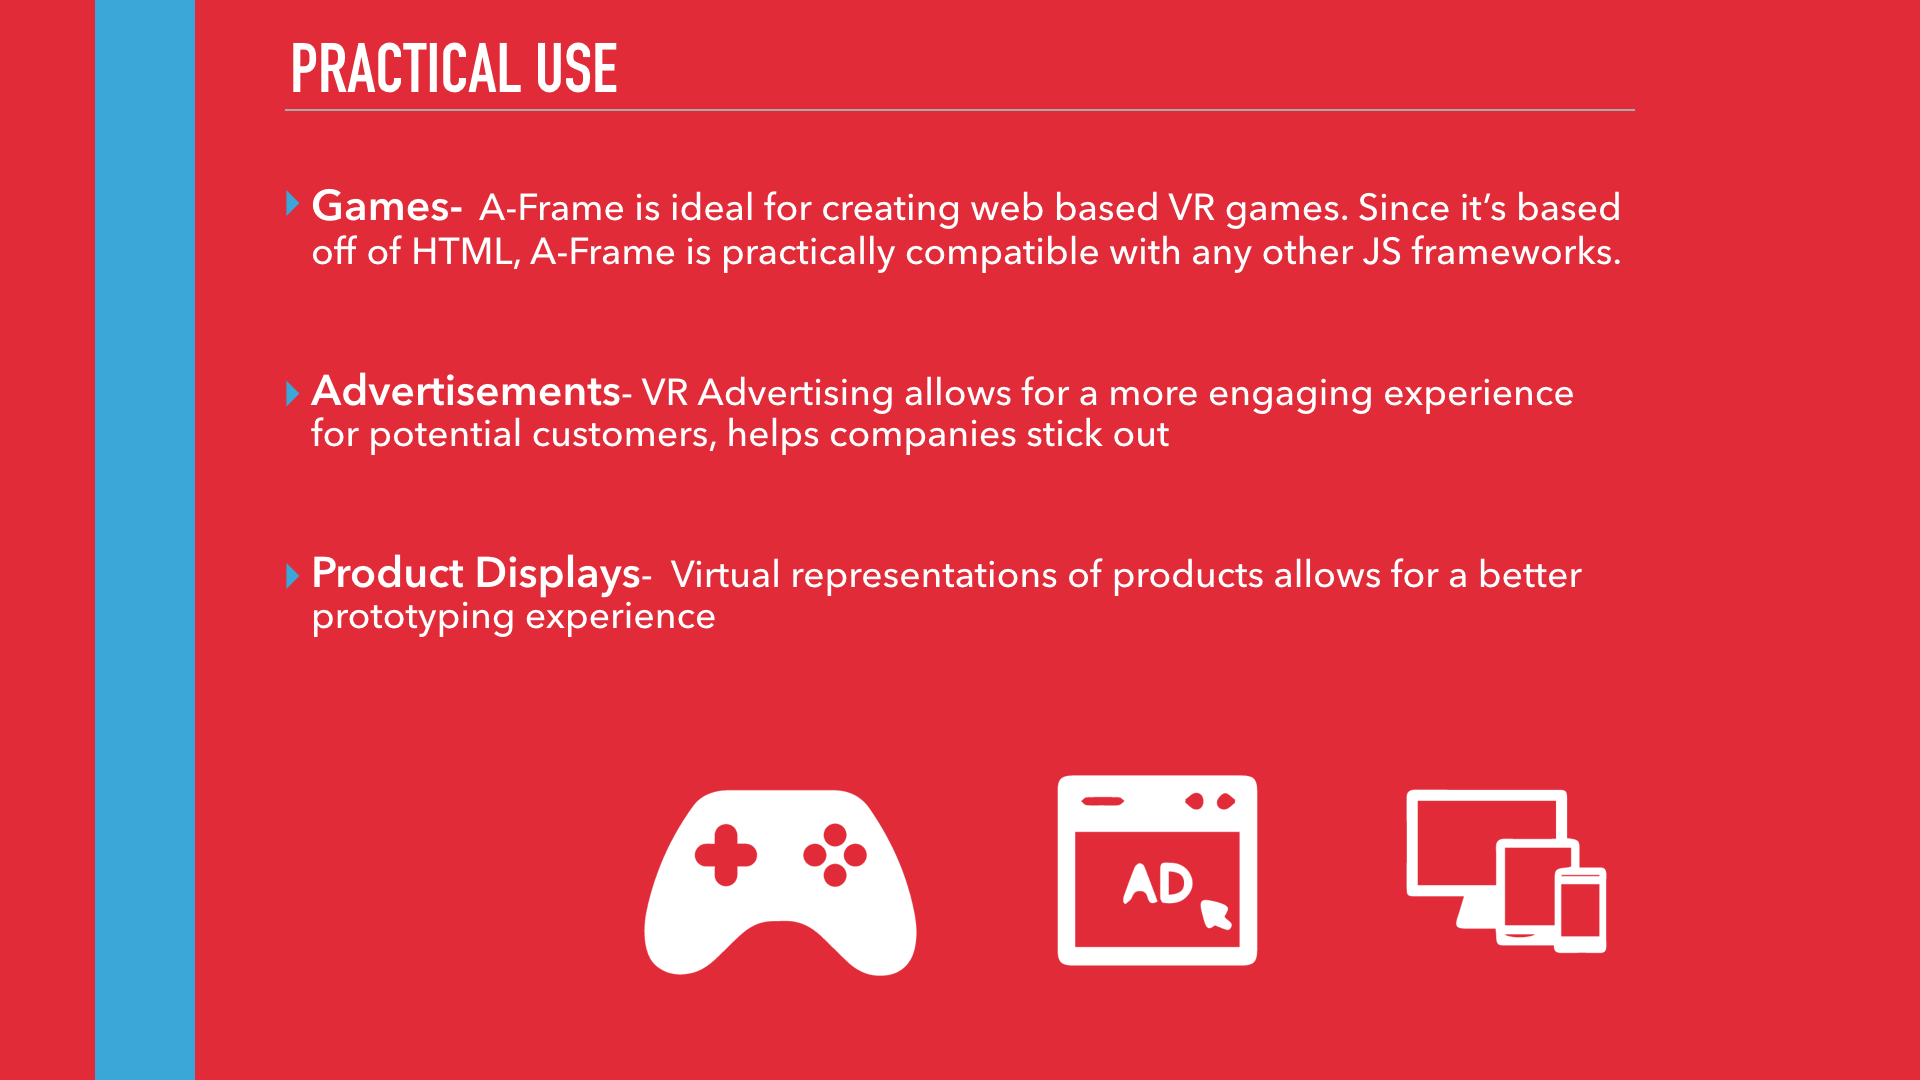 PRACTICAL USE
Games- A-Frame is ideal for creating web based VR games. Since it’s based
off of HTML, A-Frame is practically compatible with any other JS frameworks.
Advertisements- VR Advertising allows for a more engaging experience
for potential customers, helps companies stick out
Product Displays- Virtual representations of products allows for a better
prototyping experience
AD